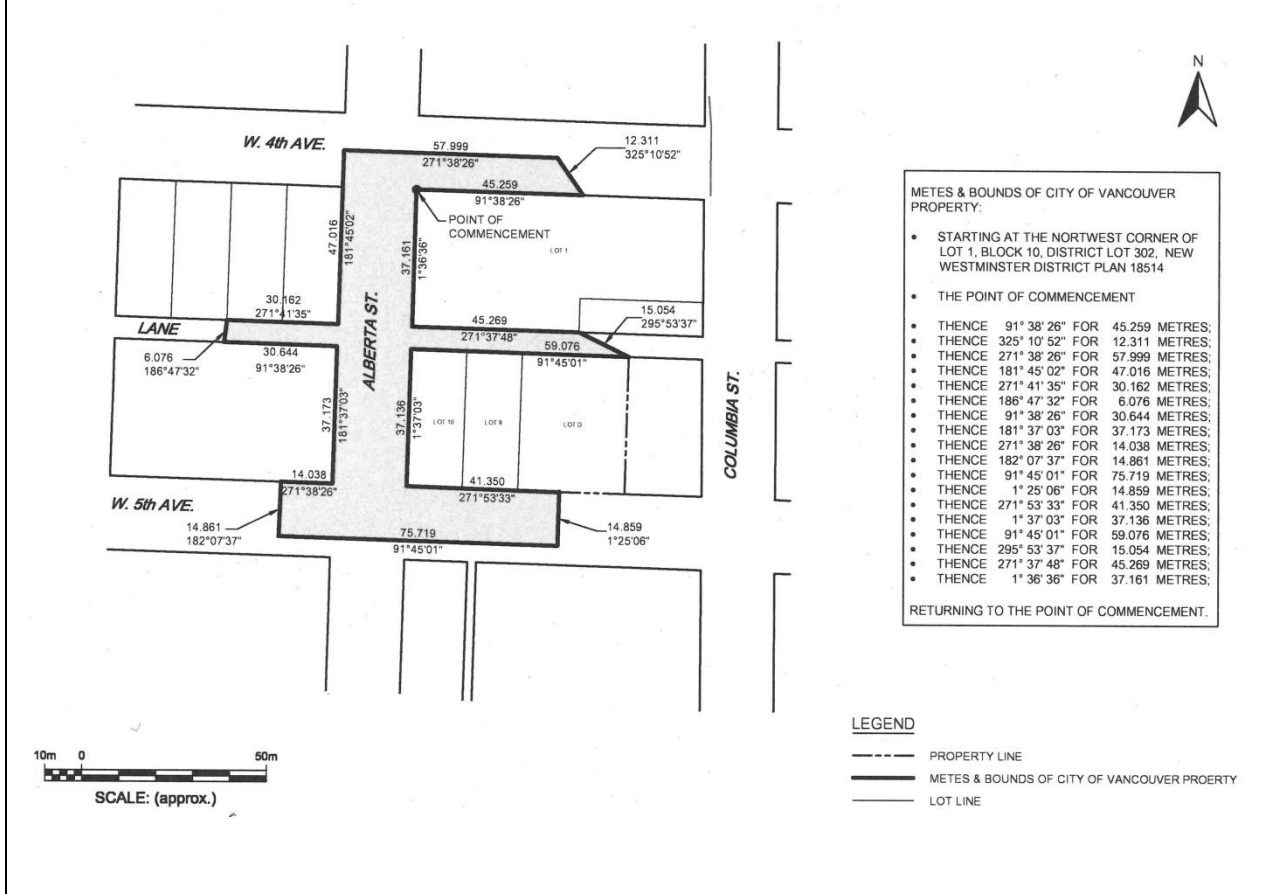 N
W. 4th AVE.
57.999
271°38'26"
12.311
325°10'52"
45.259
91°38'26"
POINT OF
COMMENCEMENT
47.016
181°45'02"
37.161
1°36'36"
LOT 1
30.162
271°41'35"
LANE
6.076
186°47'32"
30.644
91°38'26"
ALBERTA ST.
45.269
271°37'48"
15.054
295°53'37"
59.076
91°45'01"
COLUMBIA ST.
37.173
181°37'03"
37.136
1°37'03"
LOT 10
LOT 9
LOT D
14.038
271°38'26"
41.350
271°53'33"
W. 5th AVE.
14.861
182°07'37"
75.719
91°45'01"
14.859
1°25'06"
METES & BOUNDS OF CITY OF VANCOUVER
PROPERTY:
• STARTING AT THE NORTWEST CORNER OF
LOT 1, BLOCK 10, DISTRICT LOT 302, NEW
WESTMINSTER DISTRICT PLAN 18514
• THE POINT OF COMMENCEMENT
• THENCE 91° 38' 26" FOR 45.259 METRES;
• THENCE 325° 10' 52" FOR 12.311 METRES;
• THENCE 271° 38' 26" FOR 57.999 METRES;
• THENCE 181° 45' 02" FOR 47.016 METRES;
• THENCE 271° 41' 35" FOR 30.162 METRES;
• THENCE 186° 47' 32" FOR 6.076 METRES;
• THENCE 91° 38' 26" FOR 30.644 METRES;
• THENCE 181° 37' 03" FOR 37.173 METRES;
• THENCE 271° 38' 26" FOR 14.038 METRES;
• THENCE 182° 07' 37" FOR 14.861 METRES;
• THENCE 91° 45' 01" FOR 75.719 METRES;
• THENCE 1° 25' 06" FOR 14.859 METRES;
• THENCE 271° 53' 33" FOR 41.350 METRES;
• THENCE 1° 37' 03" FOR 37.136 METRES;
• THENCE 91° 45' 01" FOR 59.076 METRES;
• THENCE 295° 53' 37" FOR 15.054 METRES;
• THENCE 271° 37' 48" FOR 45.269 METRES;
• THENCE 1° 36' 36" FOR 37.161 METRES;
RETURNING TO THE POINT OF COMMENCEMENT.
LEGEND
PROPERTY LINE
METES & BOUNDS OF CITY OF VANCOUVER PROERTY
LOT LINE
10m 0 50m
SCALE: (approx.)